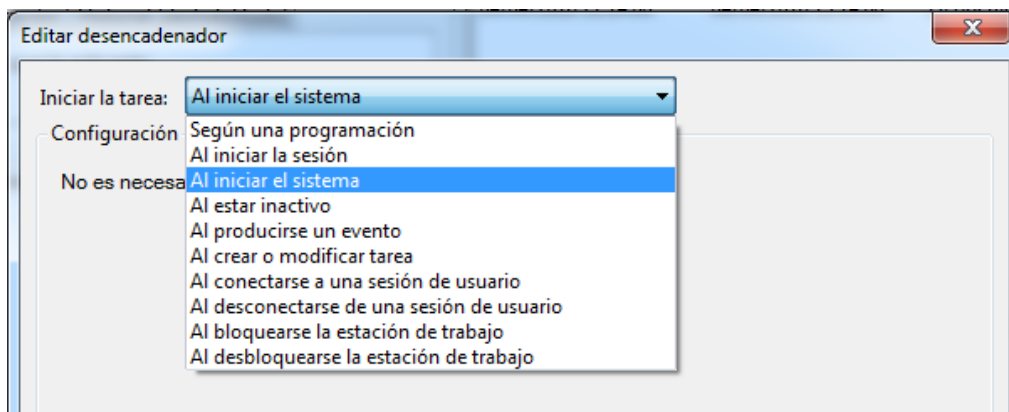 Editar desencadenador
Iniciar la tarea: Al iniciar el sistema
Configuración
Según una programación
Al iniciar la sesión
No es necesa
Al iniciar el sistema
Al estar inactivo
Al producirse un evento
Al crear o modificar tarea
Al conectarse a una sesión de usuario
Al desconectarse de una sesión de usuario
Al bloquearse la estación de trabajo
Al desbloquearse la estación de trabajo